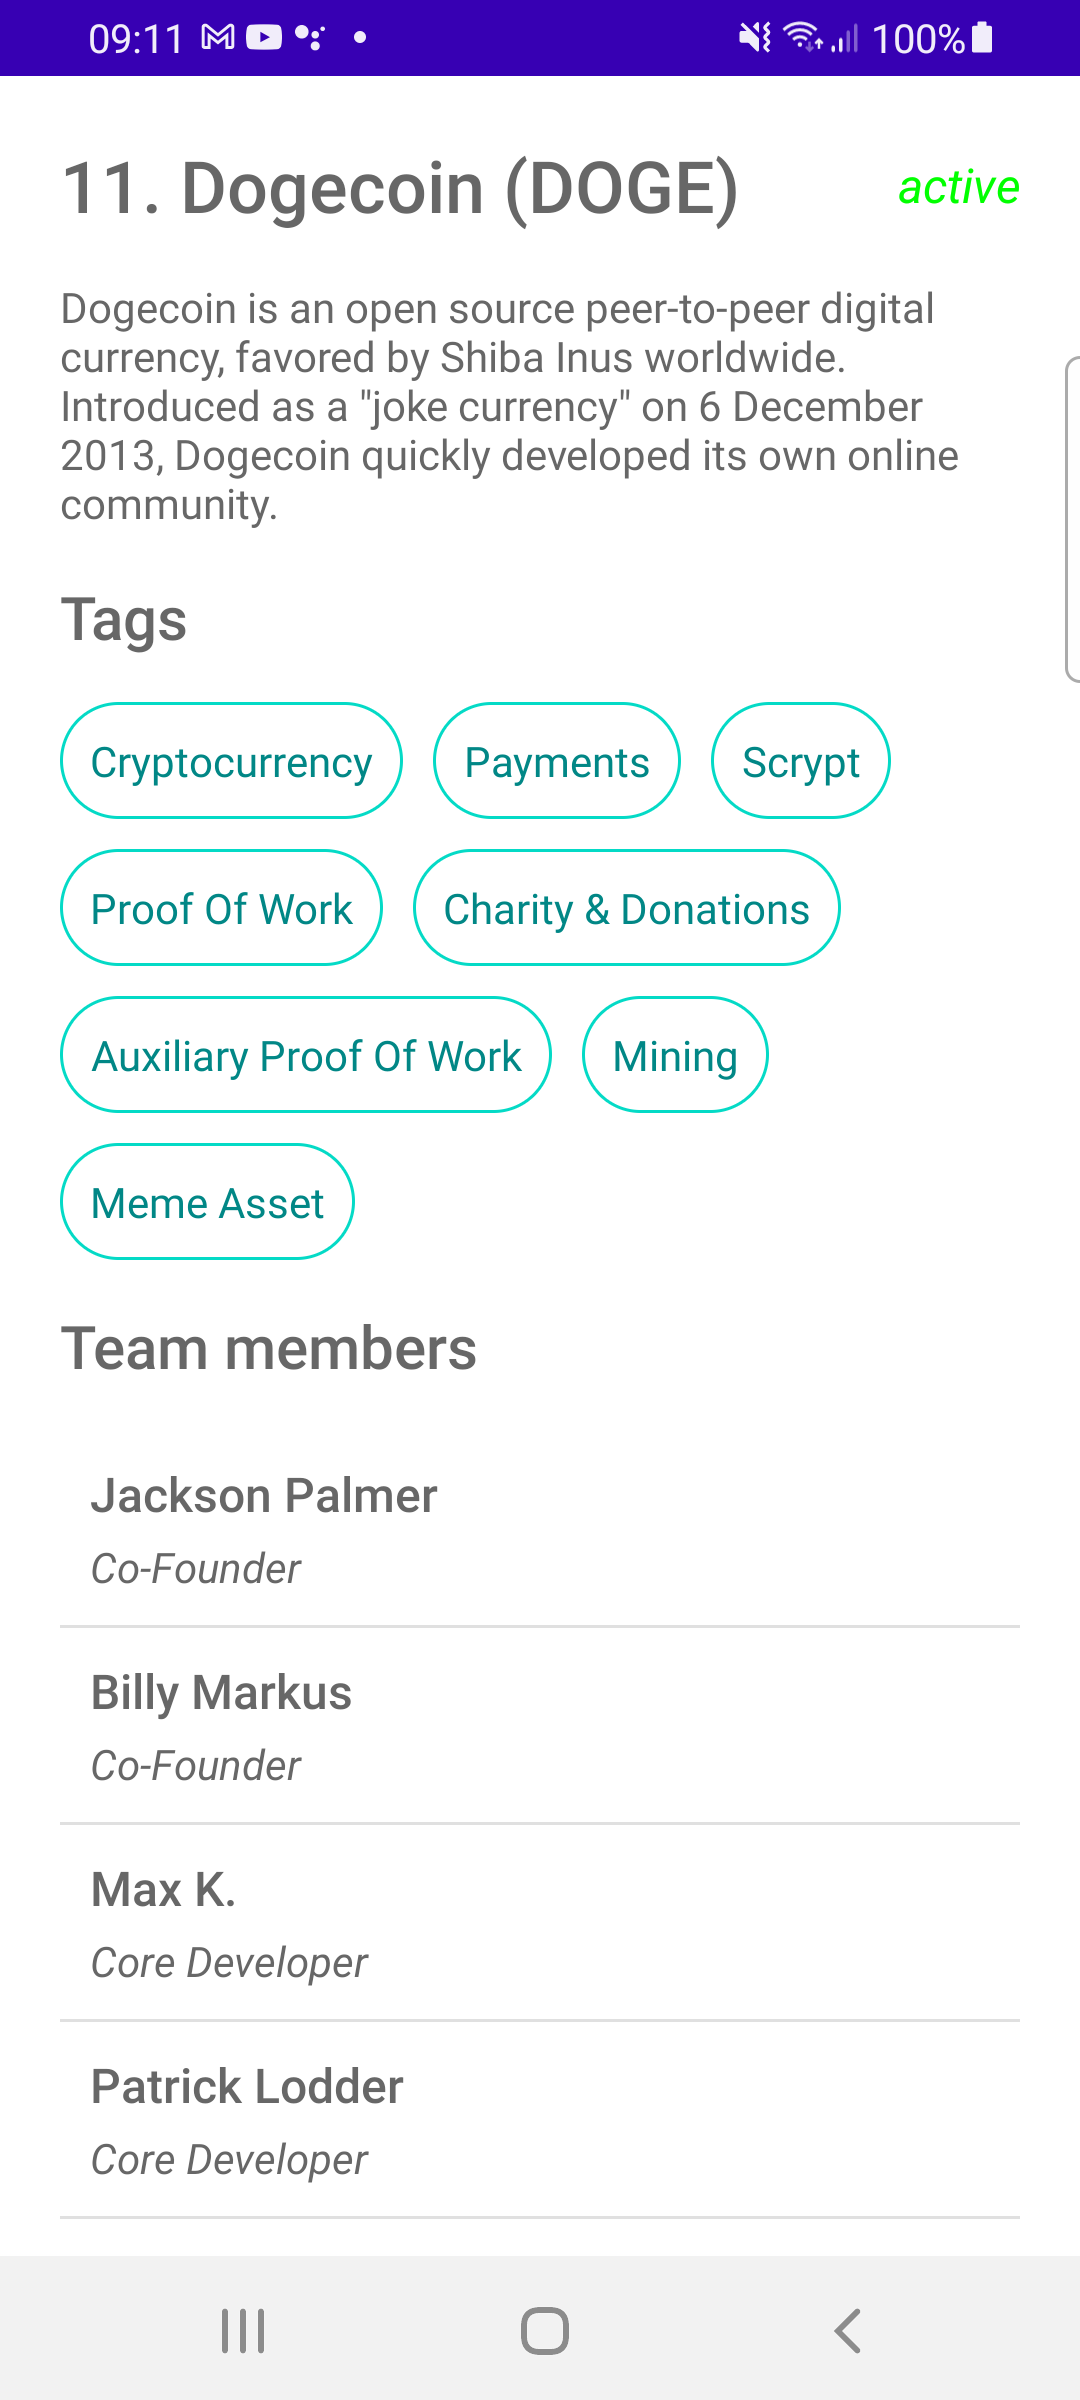 09:11 100%
11. Dogecoin (DOGE) active
Dogecoin is an open source peer-to-peer digital
currency, favored by Shiba Inus worldwide.
Introduced as a "joke currency" on 6 December
2013, Dogecoin quickly developed its own online
community.
Tags
Cryptocurrency Payments Scrypt
Proof Of Work Charity & Donations
Auxiliary Proof Of Work Mining
Meme Asset
Team members
Jackson Palmer
Co-Founder
Billy Markus
Co-Founder
Max K.
Core Developer
Patrick Lodder
Core Developer